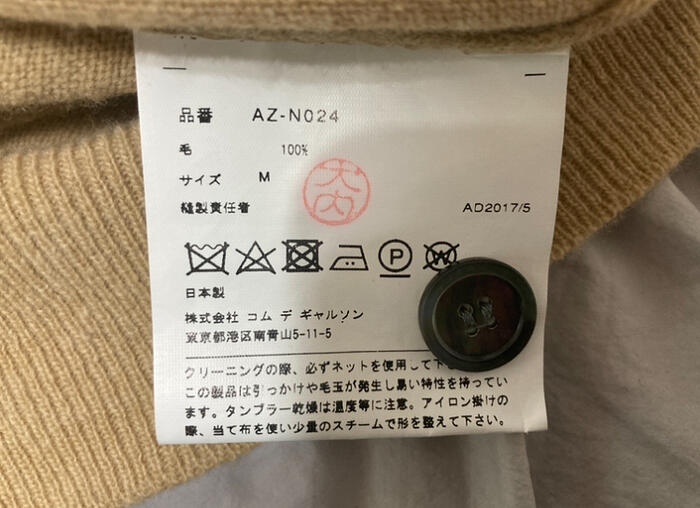 品番 AZ-N024
毛 100%
サイズ M
大内
縫製責任者 AD2017/5
P W
日本製
株式会社 コム デ ギャルソン
東京都港区南青山5-11-5
クリーニングの際、必ずネットを使用して下
この製品は引っかけや毛玉が発生し易い特性を持ってい
ます。タンブラー乾燥は温度等に注意。アイロン掛けの
際、当て布を使い少量のスチームで形を整えて下さい。